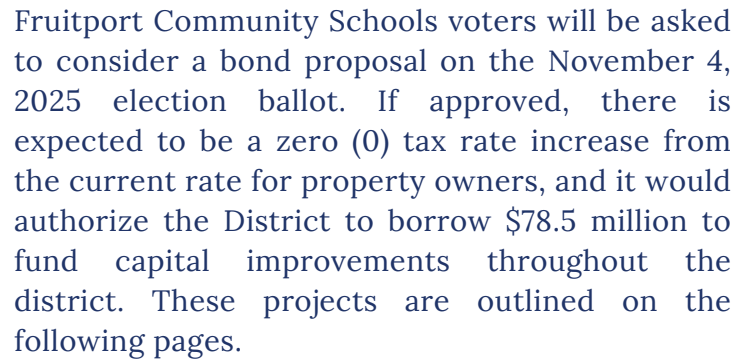 Fruitport Community Schools voters will be asked
to consider a bond proposal on the November 4,
2025 election ballot. If approved, there is
expected to be a zero (0) tax rate increase from
the current rate for property owners, and it would
authorize the District to borrow $78.5 million to
fund capital improvements throughout the
district. These projects are outlined on the
following pages.